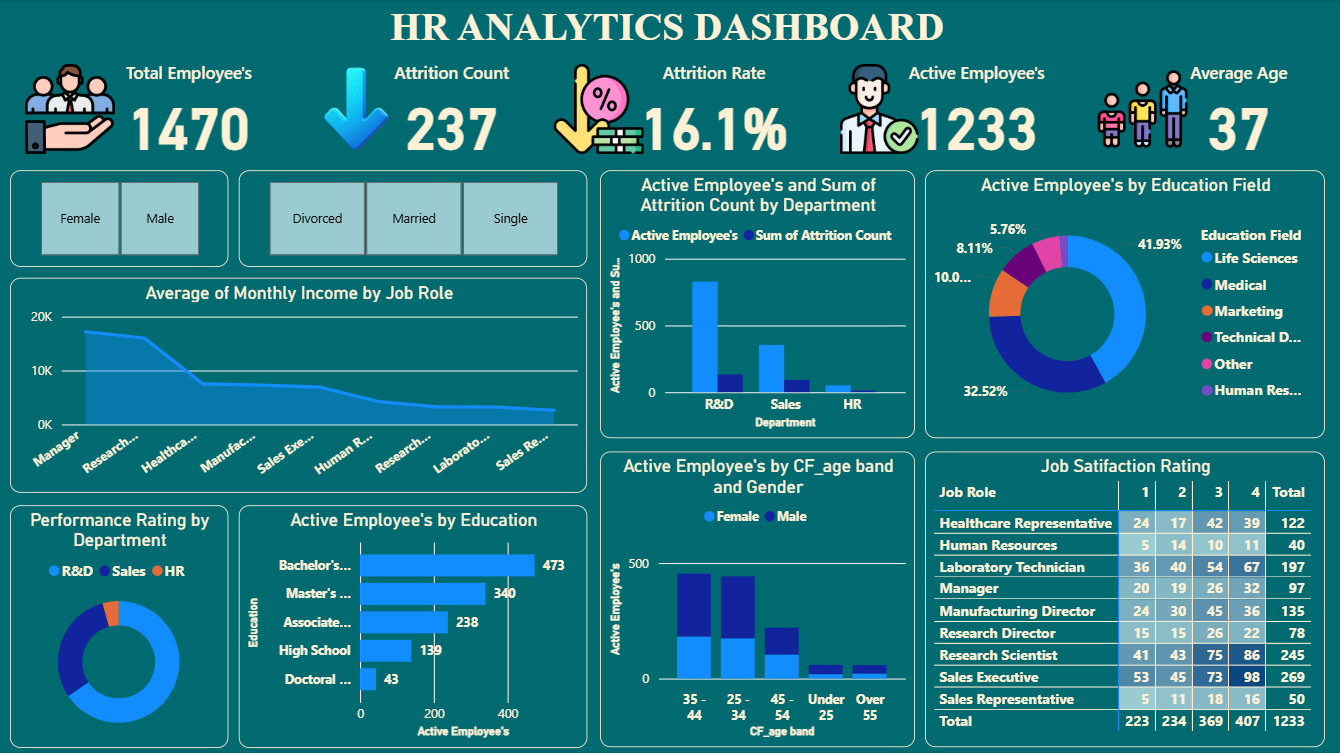 HR ANALYTICS DASHBOARD
Total Employee's
1470
Attrition Count
237
Attrition Rate
%
16.1%
Active Employee's
1233
Average Age
37
Female
Male
Divorced
Married
Single
Average of Monthly Income by Job Role
20K
10K
0K
Manager
Research...
Healthca...
Manufac...
Sales Exe...
Human R...
Research...
Laborato...
Sales Re...
Active Employee's and Sum of
Attrition Count by Department
Active Employee's Sum of Attrition Count
Active Employee's and Su...
1000
500
0
R&D Sales HR
Department
Active Employee's by Education Field
41.93%
32.52%
10.0...
8.11%
5.76%
Education Field
Life Sciences
Medical
Marketing
Technical D...
Other
Human Res...
Performance Rating by
Department
R&D Sales HR
Active Employee's by Education
Education
Bachelor's... 473
Master's ... 340
Associate... 238
High School 139
Doctoral ... 43
0 200 400
Active Employee's
Active Employee's by CF_age band
and Gender
Female Male
Active Employee's
500
0
35 -
44
25 -
34
45 -
54
Under
25
Over
55
CF_age band
Job Satifaction Rating
Job Role 1 2 3 4 Total
Healthcare Representative 24 17 42 39 122
Human Resources 5 14 10 11 40
Laboratory Technician 36 40 54 67 197
Manager 20 19 26 32 97
Manufacturing Director 24 30 45 36 135
Research Director 15 15 26 22 78
Research Scientist 41 43 75 86 245
Sales Executive 53 45 73 98 269
Sales Representative 5 11 18 16 50
Total 223 234 369 407 1233